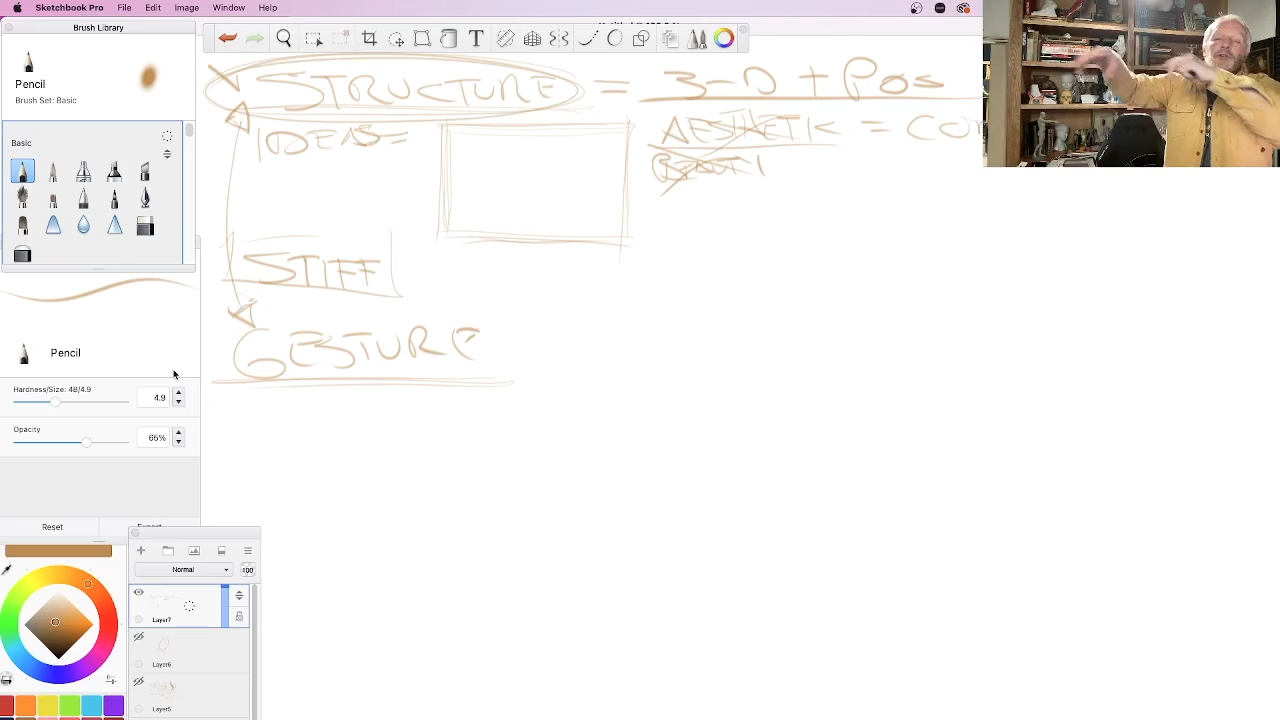 Sketchbook Pro File Edit Image Window Help
Brush Library
Pencil
Brush Set: Basic
Basic
STRUCTURE = 3-D + POS
IDEAS =
AESTHETIC = CO
STIFF
GESTURE
Pencil
Hardness/Size: 4B/4.9
4.9
Opacity
65%
Reset
Normal
100
Layer7
Layer6
Layer5